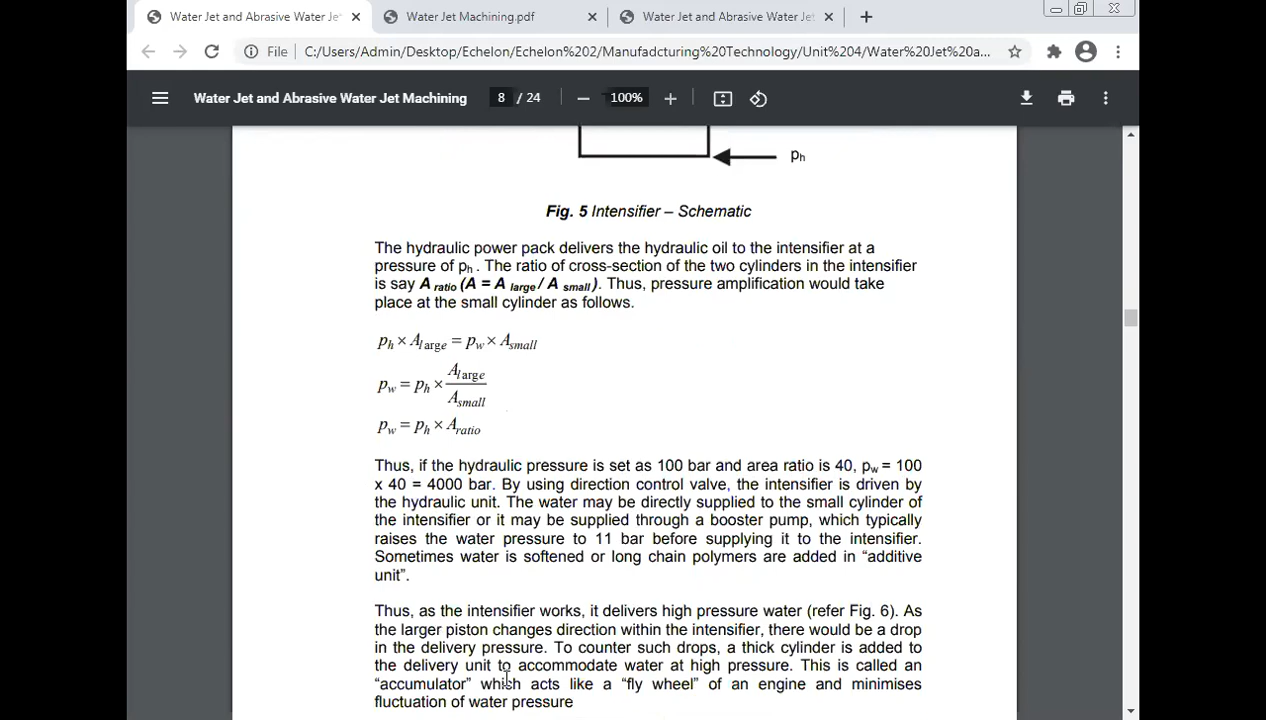 Water Jet and Abrasive Water Je
Water Jet Machining.pdf
Water Jet and Abrasive Water Jet
File
C:/Users/Admin/Desktop/Echelon/Echelon%202/Manufadcturing%20Technology/Unit%204/Water%20Jet%20a...
Water Jet and Abrasive Water Jet Machining
8 / 24
100%
ph
Fig. 5 Intensifier – Schematic
The hydraulic power pack delivers the hydraulic oil to the intensifier at a
pressure of ph . The ratio of cross-section of the two cylinders in the intensifier
is say A ratio (A = A large / A small). Thus, pressure amplification would take
place at the small cylinder as follows.
ph × Alarge = pw × Asmall
pw = ph × Alarge / Asmall
pw = ph × Aratio
Thus, if the hydraulic pressure is set as 100 bar and area ratio is 40, pw = 100
x 40 = 4000 bar. By using direction control valve, the intensifier is driven by
the hydraulic unit. The water may be directly supplied to the small cylinder of
the intensifier or it may be supplied through a booster pump, which typically
raises the water pressure to 11 bar before supplying it to the intensifier.
Sometimes water is softened or long chain polymers are added in “additive
unit”.
Thus, as the intensifier works, it delivers high pressure water (refer Fig. 6). As
the larger piston changes direction within the intensifier, there would be a drop
in the delivery pressure. To counter such drops, a thick cylinder is added to
the delivery unit to accommodate water at high pressure. This is called an
“accumulator” which acts like a “fly wheel” of an engine and minimises
fluctuation of water pressure